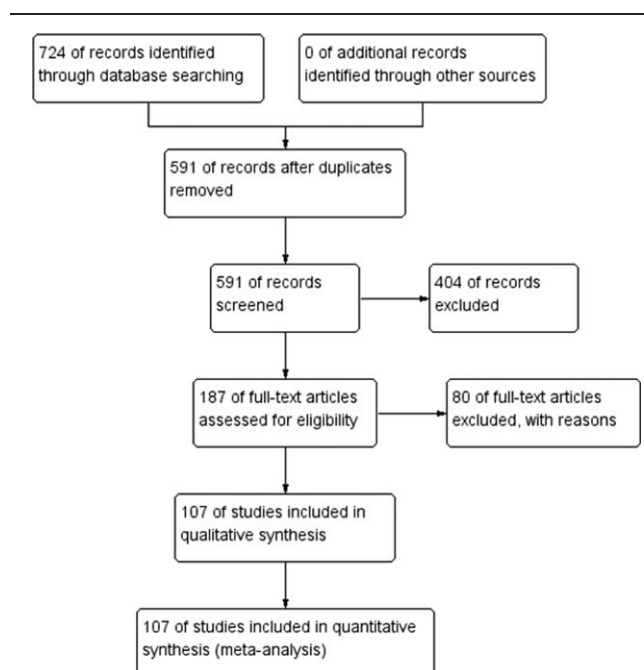 724 of records identified
through database searching
0 of additional records
identified through other sources
591 of records after duplicates
removed
591 of records
screened
404 of records
excluded
187 of full-text articles
assessed for eligibility
80 of full-text articles
excluded, with reasons
107 of studies included in
qualitative synthesis
107 of studies included in quantitative
synthesis (meta-analysis)